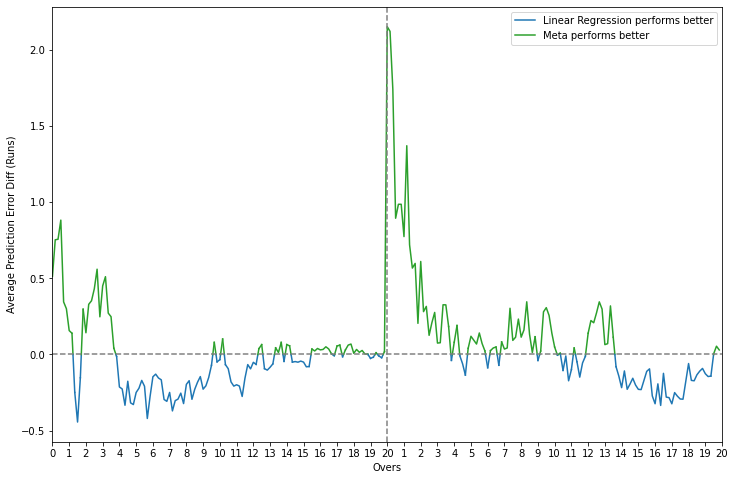 Linear Regression performs better
Meta performs better
2.0
1.5
1.0
0.5
0.0
−0.5
Average Prediction Error Diff (Runs)
0 1 2 3 4 5 6 7 8 9 10 11 12 13 14 15 16 17 18 19 20 1 2 3 4 5 6 7 8 9 10 11 12 13 14 15 16 17 18 19 20
Overs